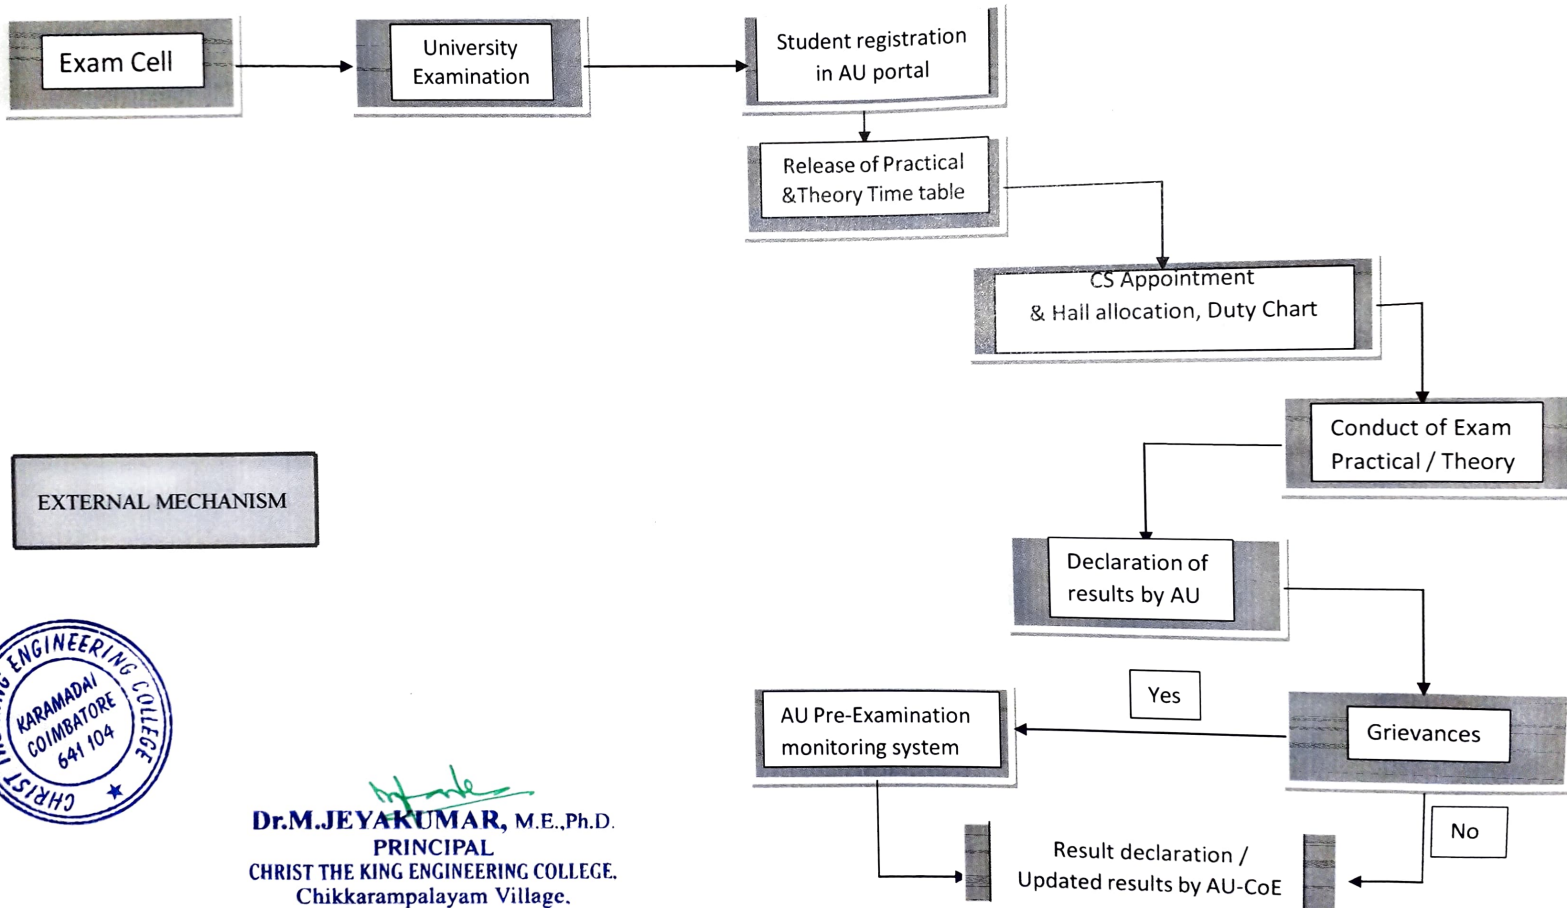 Exam Cell
University
Examination
Student registration
in AU portal
Release of Practical
&Theory Time table
CS Appointment
& Hall allocation, Duty Chart
Conduct of Exam
Practical / Theory
EXTERNAL MECHANISM
Declaration of
results by AU
Yes
AU Pre-Examination
monitoring system
Grievances
No
Result declaration /
Updated results by AU-CoE
ENGINEERING COLLEGE
CHRIST
KARAMADAI
COIMBATORE
641 104
Dr.M.JEYAKUMAR, M.E.,Ph.D.
PRINCIPAL
CHRIST THE KING ENGINEERING COLLEGE.
Chikkarampalayam Village,